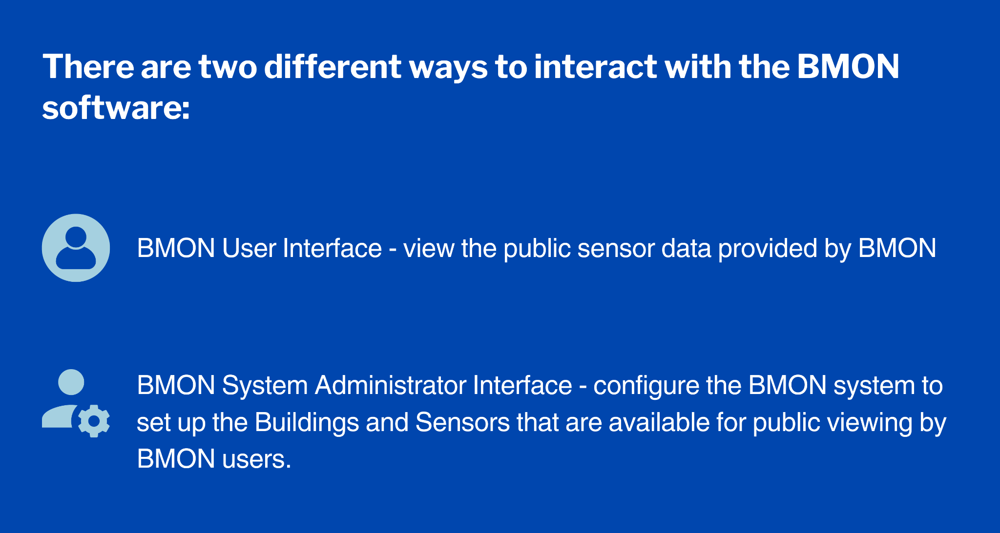 There are two different ways to interact with the BMON
software:
BMON User Interface - view the public sensor data provided by BMON
BMON System Administrator Interface - configure the BMON system to
set up the Buildings and Sensors that are available for public viewing by
BMON users.